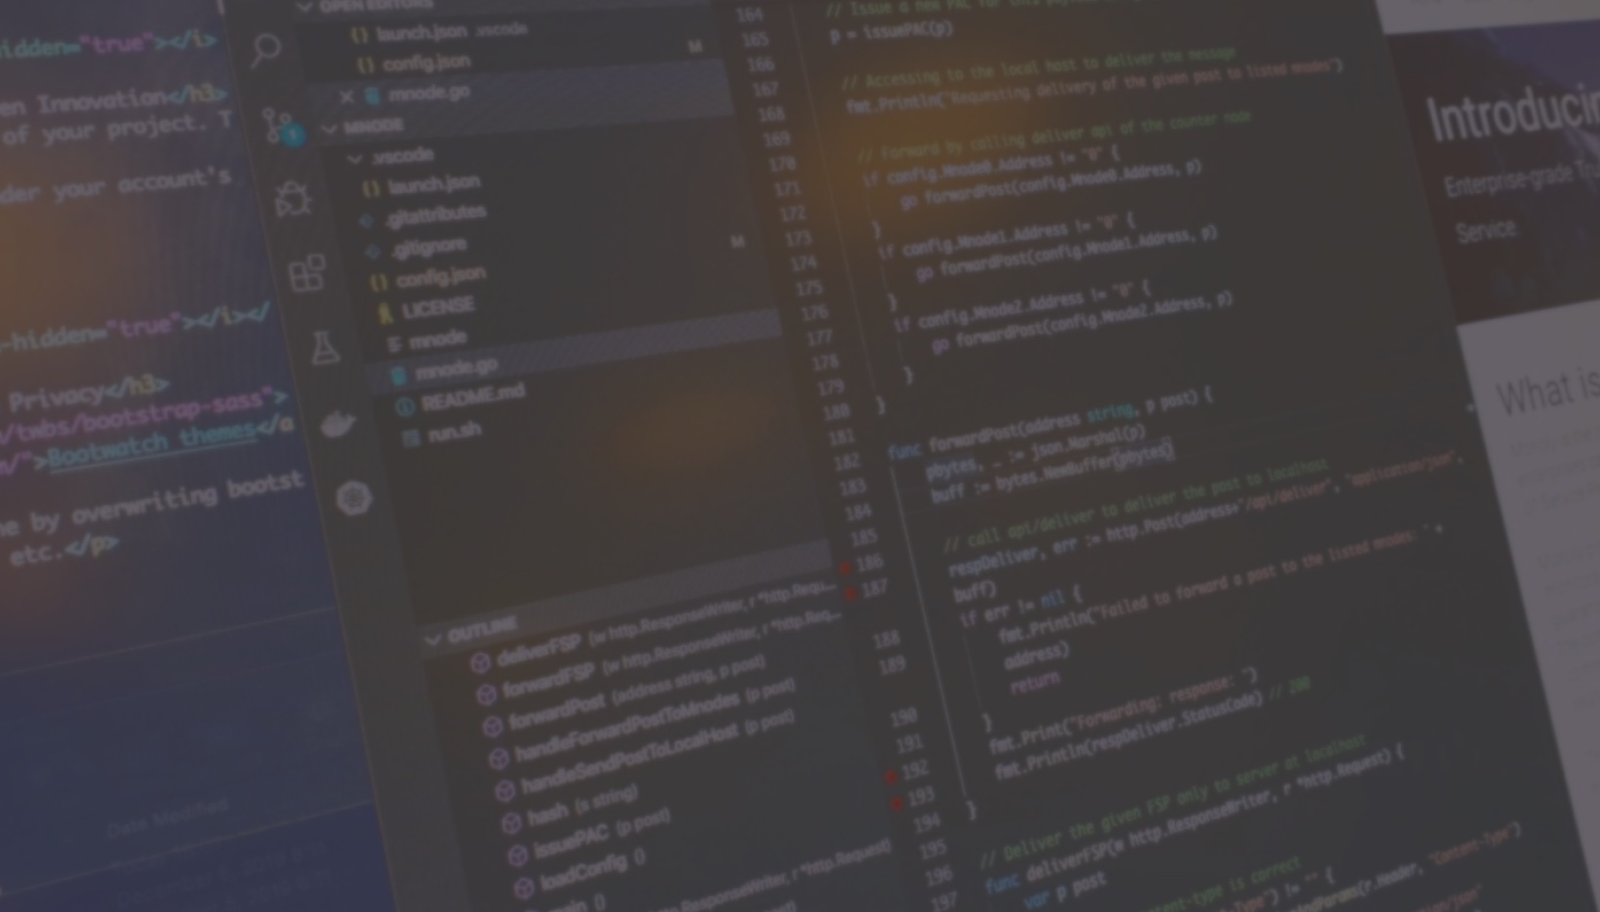 idden="true"></i>
en Innovation</h3>
of your project. T
der your account's
-hidden="true"></i></
Privacy</h3>
/twbs/bootstrap-sass">
/">Bootwatch themes</a
ne by overwriting bootst
etc.</p>
Date Modified
OPEN EDITORS
launch.json .vscode
config.json M
mnode.go
MNODE
.vscode
launch.json
.gitattributes
.gitignore
config.json M
LICENSE
mnode
mnode.go
README.md
run.sh
OUTLINE
deliverFSP (w http.ResponseWriter, r *http.Requ...
forwardFSP (w http.ResponseWriter, r *http.Req...
forwardPost (address string, p post)
handleForwardPostToMnodes (p post)
handleSendPostToLocalHost (p post)
hash (s string)
issuePAC (p post)
loadConfig ()
main ()
164 // Issue a new PAC for this
165 p = issuePAC(p)
166
167 // Accessing to the local host to deliver the message
168 fmt.Println("Requesting delivery of the given post to listed mnodes")
169
170 // Forward by calling deliver api of the counter node
171 if config.Mnode0.Address != "0" {
172 go forwardPost(config.Mnode0.Address, p)
173 }
174 if config.Mnode1.Address != "0" {
175 go forwardPost(config.Mnode1.Address, p)
176 }
177 if config.Mnode2.Address != "0" {
178 go forwardPost(config.Mnode2.Address, p)
179 }
180 }
181
182 func forwardPost(address string, p post) {
183 pbytes, _ := json.Marshal(p)
184 buff := bytes.NewBuffer(pbytes)
185
186 // call api/deliver to deliver the post to localhost
187 respDeliver, err := http.Post(address+"/api/deliver", "application/json",
buff)
188 if err != nil {
189 fmt.Println("Failed to forward a post to the listed mnodes: " +
address)
190 return
191 }
192 fmt.Print("Forwarding: response: ")
193 fmt.Println(respDeliver.StatusCode) // 200
194 }
195
196 // Deliver the given FSP only to server at localhost
197 func deliverFSP(w http.ResponseWriter, r *http.Request) {
var p post
ntent-type is correct
Introducin
Enterprise-grade
Service.
What is